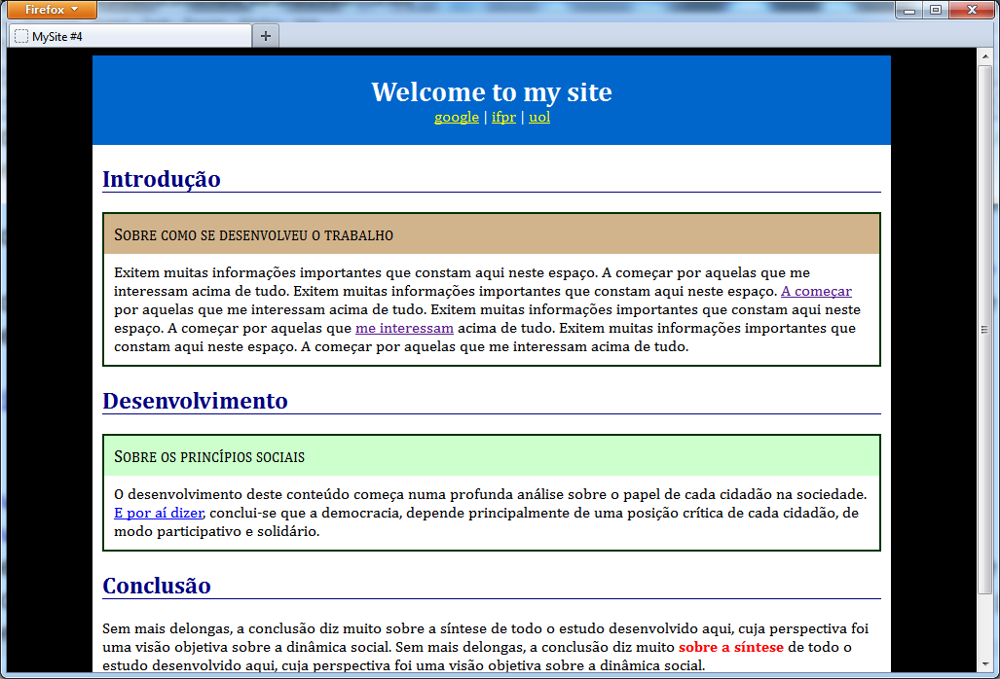 Firefox
MySite #4
Welcome to my site
google | ifpr | uol
Introdução
Sobre como se desenvolveu o trabalho
Exitem muitas informações importantes que constam aqui neste espaço. A começar por aquelas que me
interessam acima de tudo. Exitem muitas informações importantes que constam aqui neste espaço. A começar
por aquelas que me interessam acima de tudo. Exitem muitas informações importantes que constam aqui neste
espaço. A começar por aquelas que me interessam acima de tudo. Exitem muitas informações importantes que
constam aqui neste espaço. A começar por aquelas que me interessam acima de tudo.
Desenvolvimento
Sobre os princípios sociais
O desenvolvimento deste conteúdo começa numa profunda análise sobre o papel de cada cidadão na sociedade.
E por aí dizer, conclui-se que a democracia, depende principalmente de uma posição crítica de cada cidadão, de
modo participativo e solidário.
Conclusão
Sem mais delongas, a conclusão diz muito sobre a síntese de todo o estudo desenvolvido aqui, cuja perspectiva foi
uma visão objetiva sobre a dinâmica social. Sem mais delongas, a conclusão diz muito sobre a síntese de todo o
estudo desenvolvido aqui, cuja perspectiva foi uma visão objetiva sobre a dinâmica social.